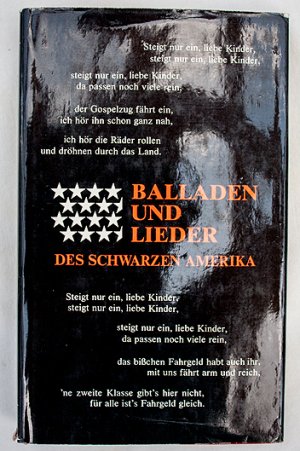 Steigt nur ein, liebe Kinder,
steigt nur ein, liebe Kinder,
steigt nur ein, liebe Kinder,
da passen noch viele rein,
der Gospelzug fährt ein,
ich hör ihn schon ganz nah,
ich hör die Räder rollen
und dröhnen durch das Land.
BALLADEN
UND
LIEDER
DES SCHWARZEN AMERIKA
Steigt nur ein, liebe Kinder,
steigt nur ein, liebe Kinder,
steigt nur ein, liebe Kinder,
da passen noch viele rein,
das bißchen Fahrgeld habt auch ihr,
mit uns fährt arm und reich,
'ne zweite Klasse gibt's hier nicht,
für alle ist's Fahrgeld gleich.